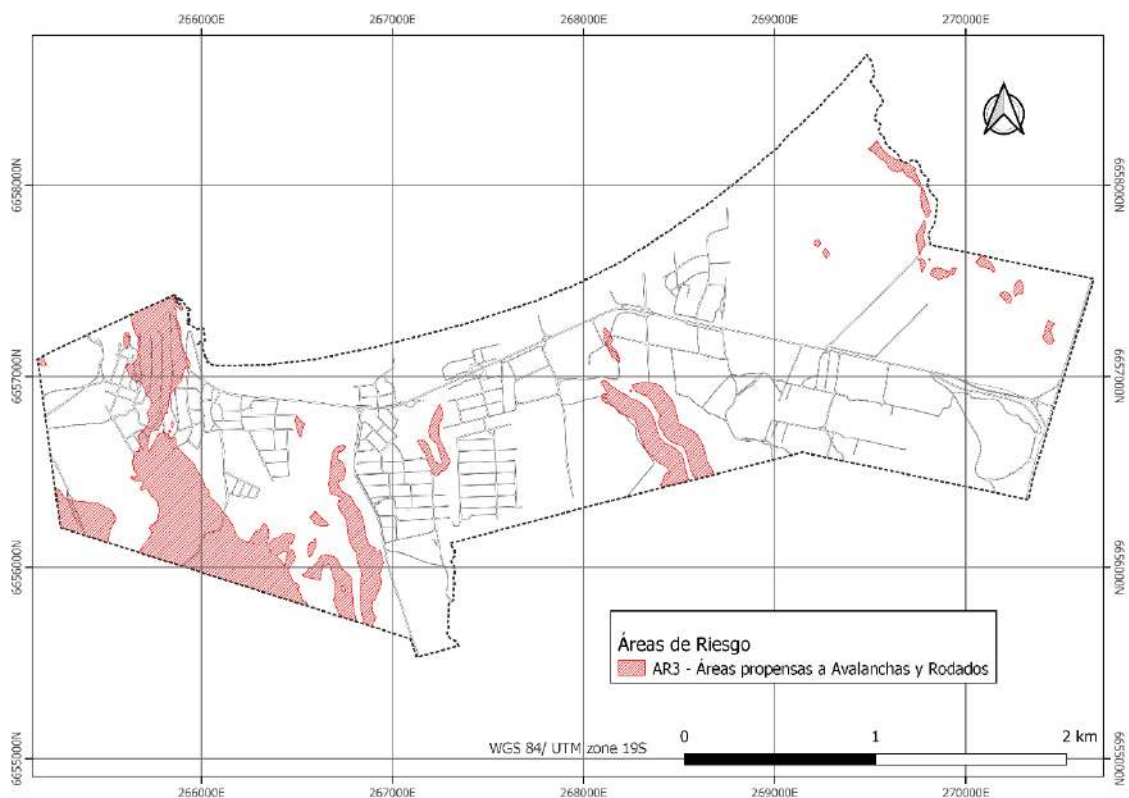 266000E 267000E 268000E 269000E 270000E
6658000N 6658000N
6657000N 6657000N
6656000N 6656000N
Áreas de Riesgo
AR3 - Áreas propensas a Avalanchas y Rodados
WGS 84/ UTM zone 19S
0 1 2 km
6655000N 6655000N
266000E 267000E 268000E 269000E 270000E